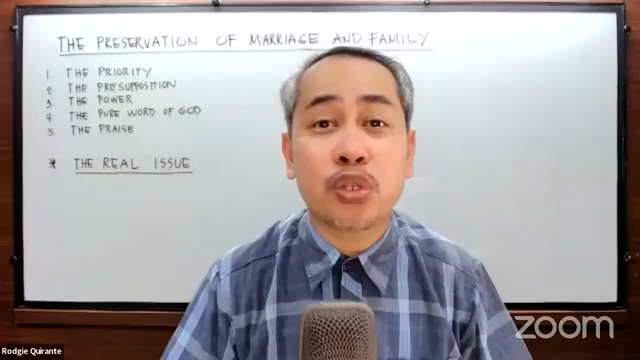 THE PRESERVATION OF MARRIAGE AND FAMILY
1. THE PRIORITY
2. THE PRESUPPOSITION
3. THE POWER
4. THE PURE WORD OF GOD
5. THE PRAISE
* THE REAL ISSUE
zoom
Rodgie Quirante